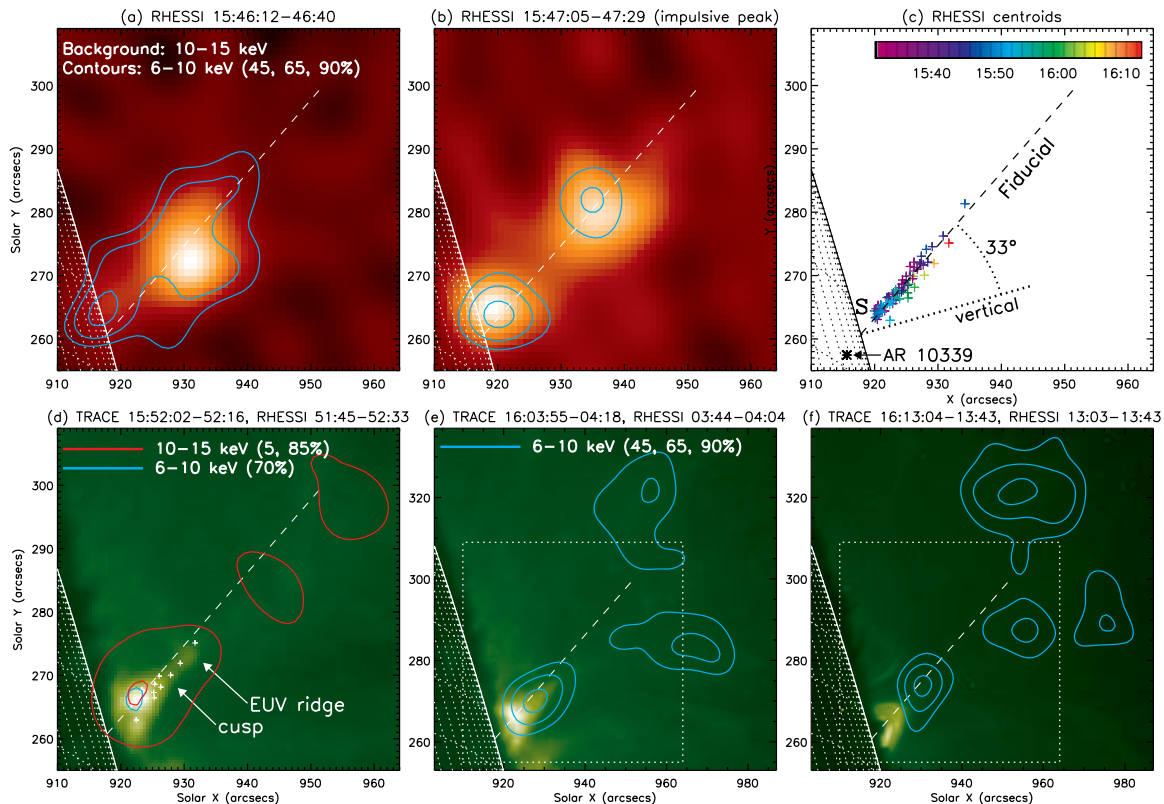 (a) RHESSI 15:46:12−46:40
Background: 10−15 keV
Contours: 6−10 keV (45, 65, 90%)
Solar Y (arcsecs)
300
290
280
270
260
910 920 930 940 950 960
(b) RHESSI 15:47:05−47:29 (impulsive peak)
300
290
280
270
260
910 920 930 940 950 960
(c) RHESSI centroids
15:40 15:50 16:00 16:10
Y (arcsecs)
300
290
280
270
260
Fiducial
33°
vertical
S
AR 10339
910 920 930 940 950 960
X (arcsecs)
(d) TRACE 15:52:02−52:16, RHESSI 51:45−52:33
10−15 keV (5, 85%)
6−10 keV (70%)
Solar Y (arcsecs)
300
290
280
270
260
EUV ridge
cusp
910 920 930 940 950 960
Solar X (arcsecs)
(e) TRACE 16:03:55−04:18, RHESSI 03:44−04:04
6−10 keV (45, 65, 90%)
320
300
280
260
920 940 960 980
Solar X (arcsecs)
(f) TRACE 16:13:04−13:43, RHESSI 13:03−13:43
320
300
280
260
920 940 960 980
Solar X (arcsecs)